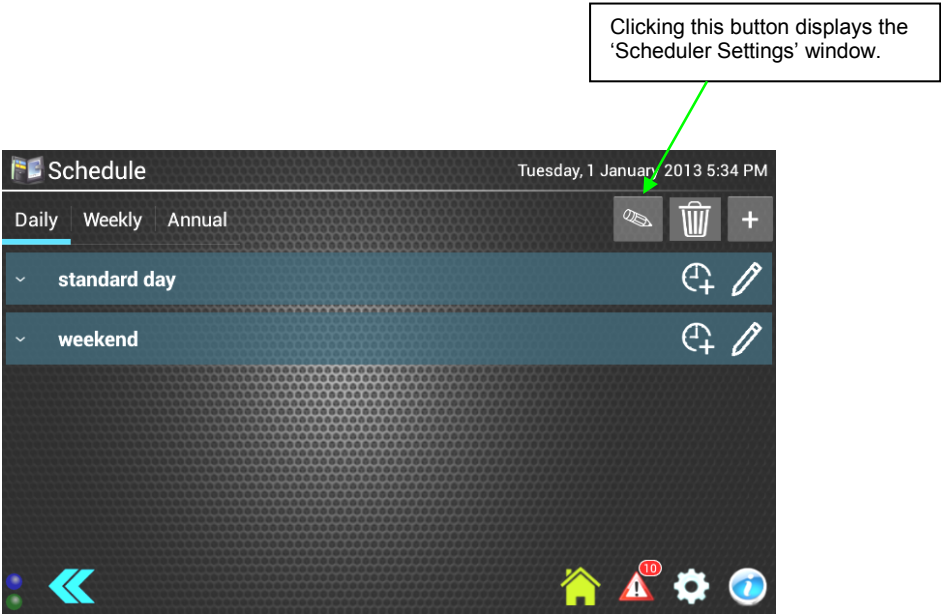 Clicking this button displays the
‘Scheduler Settings’ window.
Schedule
Tuesday, 1 January 2013 5:34 PM
Daily Weekly Annual
+
standard day
weekend
10